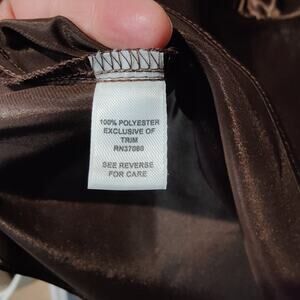 100% POLYESTER
EXCLUSIVE OF
TRIM
RN37080
SEE REVERSE
FOR CARE